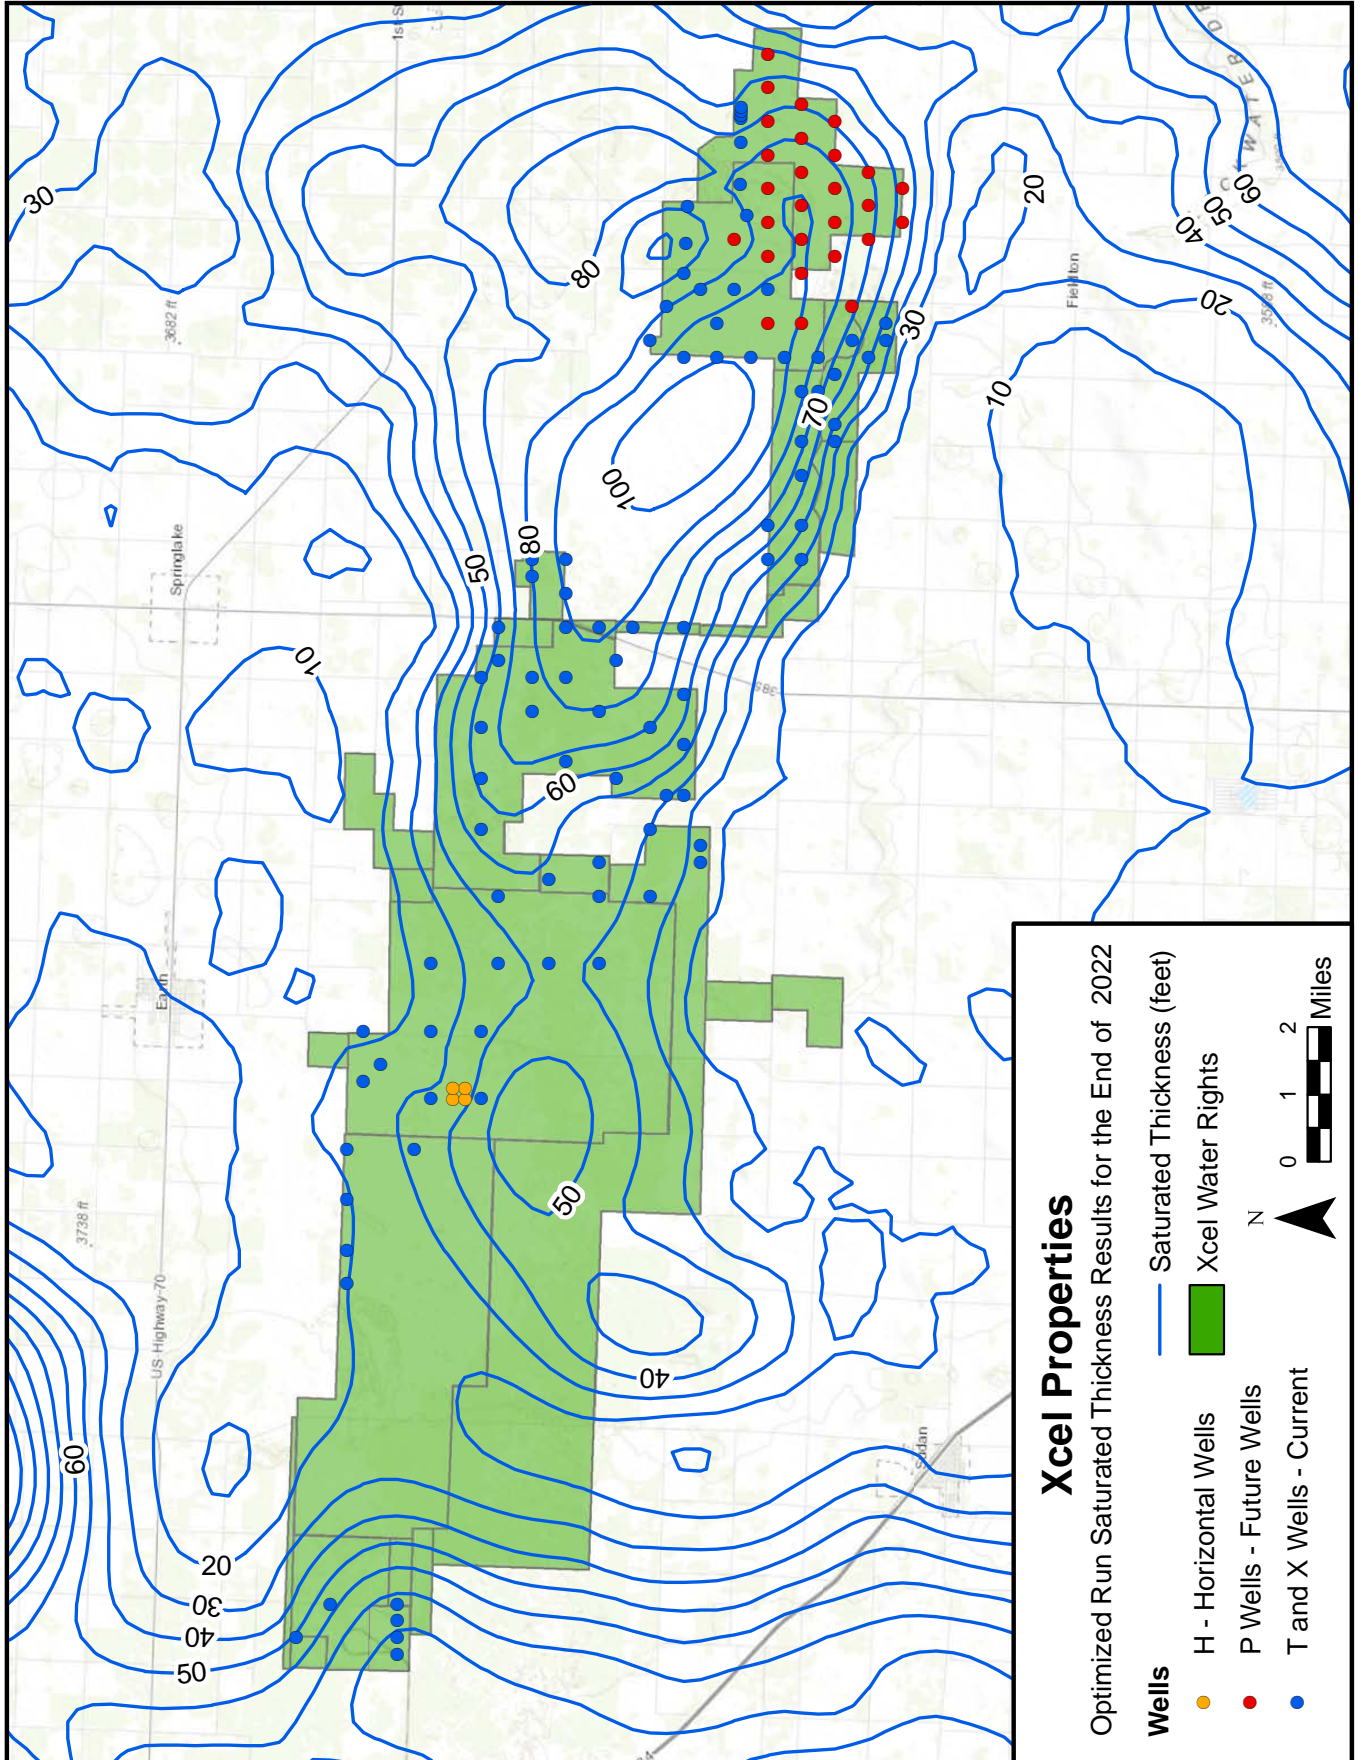 Xcel Properties
Optimized Run Saturated Thickness Results for the End of 2022
Wells
H - Horizontal Wells
P Wells - Future Wells
T and X Wells - Current
Saturated Thickness (feet)
Xcel Water Rights
N
0 1 2
Miles
60
20
30
40
50
3738 ft
US Highway-70
Earth
10
Springlake
3682 ft
30
1st-S
50
80
60
385
100
80
70
30
50
40
Sudan
10
20
Fieldton
20
40
50
60
WATER